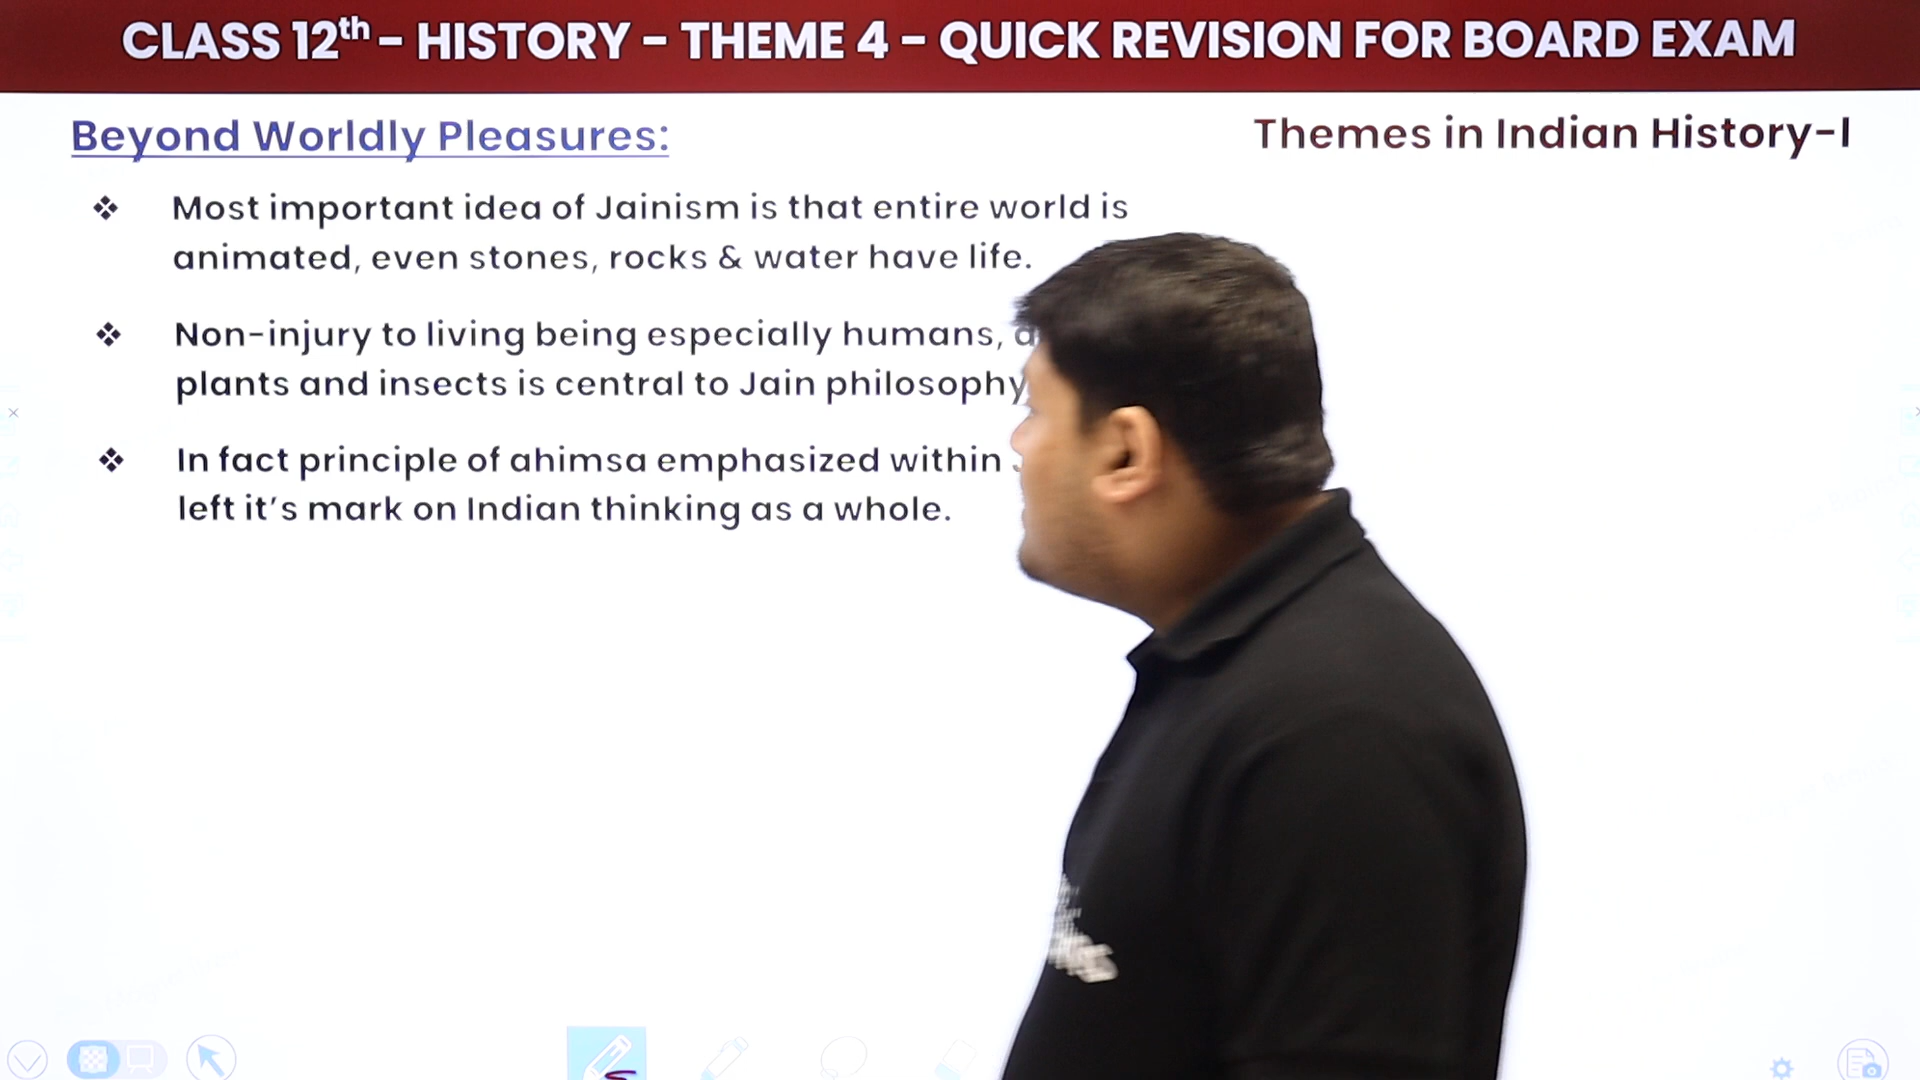 CLASS 12th - HISTORY - THEME 4 - QUICK REVISION FOR BOARD EXAM
Beyond Worldly Pleasures:
Themes in Indian History-I
❖ Most important idea of Jainism is that entire world is
animated, even stones, rocks & water have life.
❖ Non-injury to living being especially humans,
plants and insects is central to Jain philosophy
❖ In fact principle of ahimsa emphasized within
left it's mark on Indian thinking as a whole.